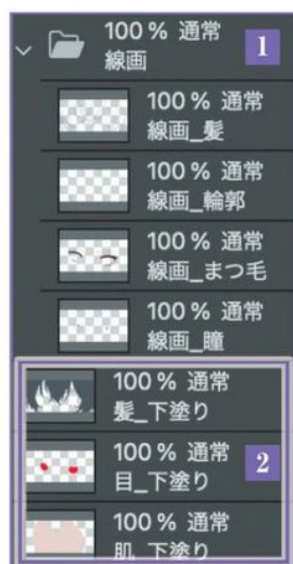 100 % 通常
線画
1
100 % 通常
線画_髪
100 % 通常
線画_輪郭
100 % 通常
線画_まつ毛
100 % 通常
線画_瞳
100 % 通常
髪_下塗り
100 % 通常
目_下塗り
2
100 % 通常
肌_下塗り